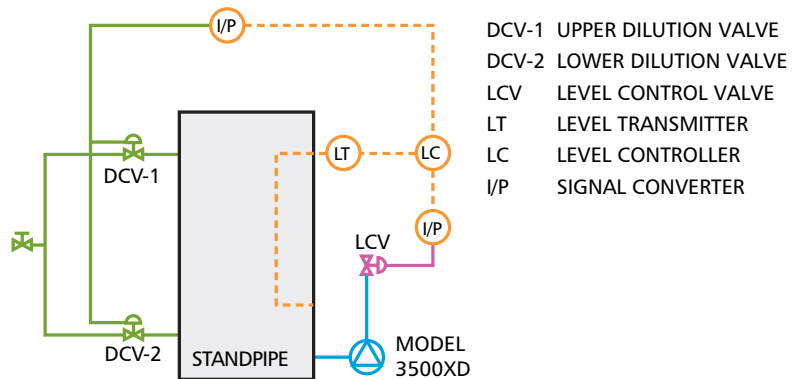 I/P
DCV-1 UPPER DILUTION VALVE
DCV-2 LOWER DILUTION VALVE
LCV LEVEL CONTROL VALVE
LT LEVEL TRANSMITTER
LC LEVEL CONTROLLER
I/P SIGNAL CONVERTER
LT
LC
DCV-1
I/P
LCV
DCV-2
STANDPIPE
MODEL
3500XD